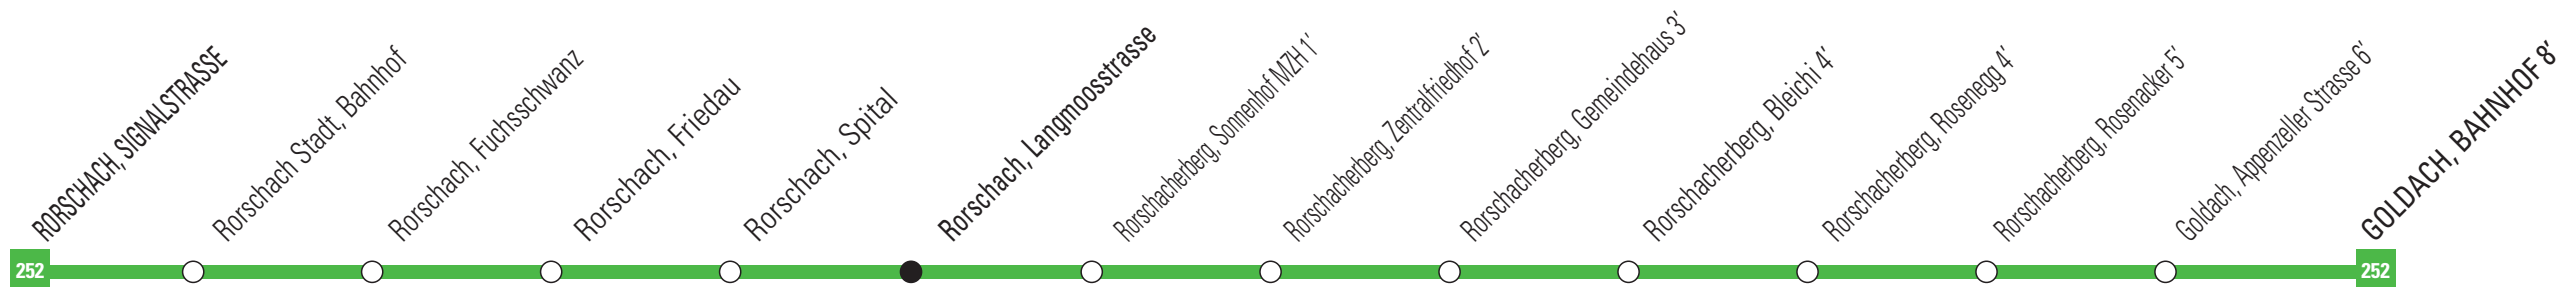 RORSCHACH, SIGNALSTRASSE
Rorschach Stadt, Bahnhof
Rorschach, Fuchsschwanz
Rorschach, Friedau
Rorschach, Spital
Rorschach, Langmoosstrasse
Rorschacherberg, Sonnenhof MZH 1'
Rorschacherberg, Zentralfriedhof 2'
Rorschacherberg, Gemeindehaus 3'
Rorschacherberg, Bleichi 4'
Rorschacherberg, Rosenegg 4'
Rorschacherberg, Rosenacker 5'
Goldach, Appenzeller Strasse 6'
GOLDACH, BAHNHOF 8'
252
252